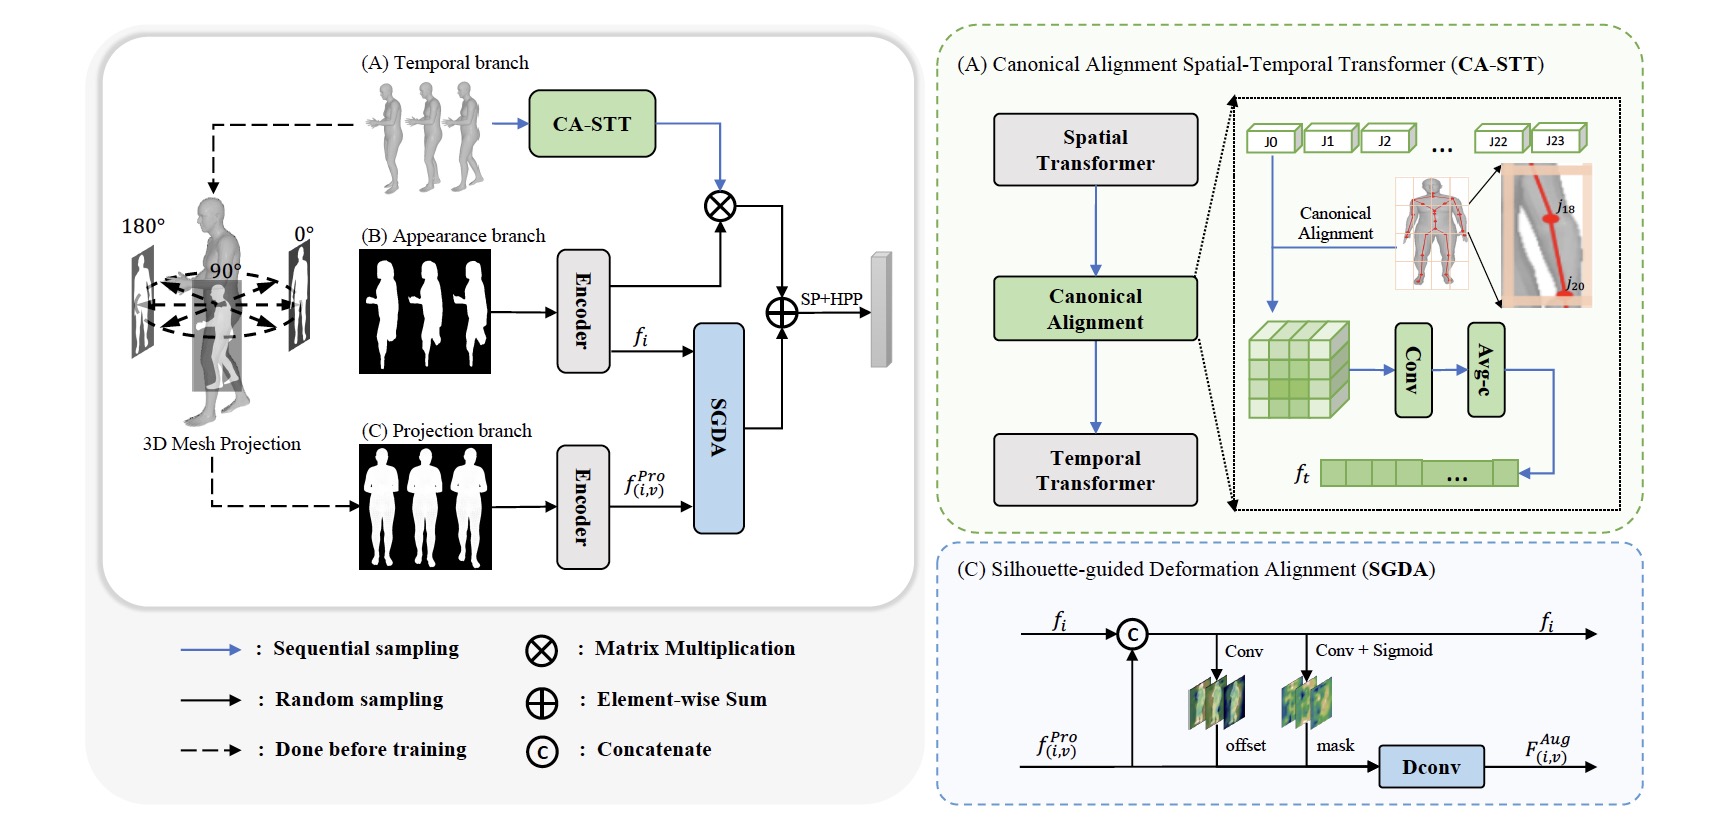 (A) Temporal branch
CA-STT
180°
0°
90°
(B) Appearance branch
Encoder
f_i
SP+HPP
SGDA
3D Mesh Projection
(C) Projection branch
Encoder
f_{(i,v)}^{Pro}
: Sequential sampling
: Matrix Multiplication
: Random sampling
: Element-wise Sum
: Done before training
C : Concatenate
(A) Canonical Alignment Spatial-Temporal Transformer (CA-STT)
Spatial
Transformer
Canonical
Alignment
Temporal
Transformer
J0 J1 J2 ... J22 J23
Canonical
Alignment
j_{18}
j_{20}
Conv
Avg-c
f_t ...
(C) Silhouette-guided Deformation Alignment (SGDA)
f_i C f_i
Conv Conv + Sigmoid
offset mask
f_{(i,v)}^{Pro} Dconv F_{(i,v)}^{Aug}